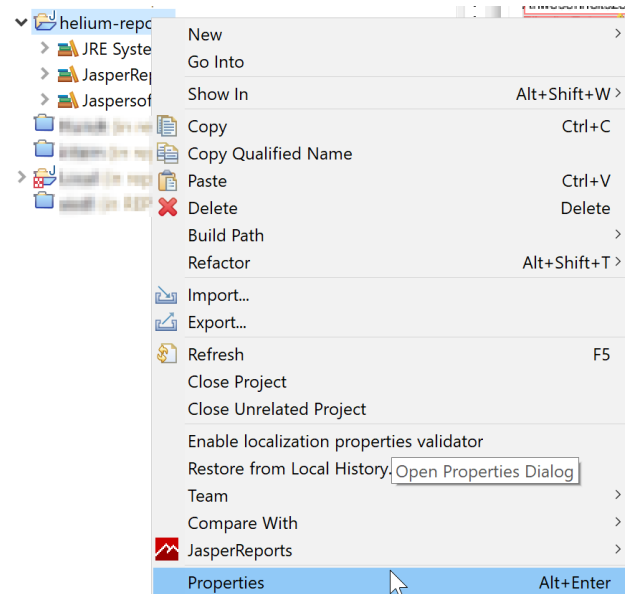 helium-repo
JRE Syste
JasperRep
Jaspersof
New
Go Into
Show In Alt+Shift+W
Copy Ctrl+C
Copy Qualified Name
Paste Ctrl+V
Delete Delete
Build Path
Refactor Alt+Shift+T
Import...
Export...
Refresh F5
Close Project
Close Unrelated Project
Enable localization properties validator
Restore from Local History.
Open Properties Dialog
Team
Compare With
JasperReports
Properties Alt+Enter